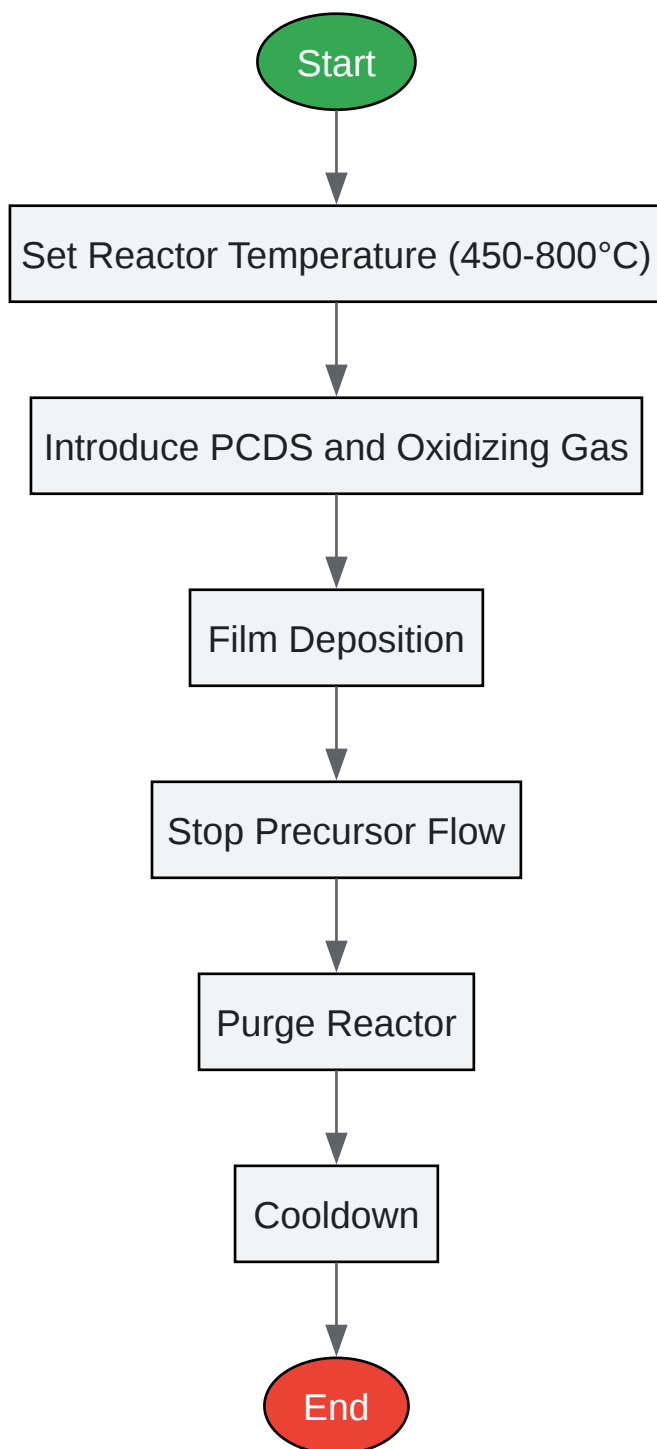 Start
Set Reactor Temperature (450-800°C)
Introduce PCDS and Oxidizing Gas
Film Deposition
Stop Precursor Flow
Purge Reactor
Cooldown
End